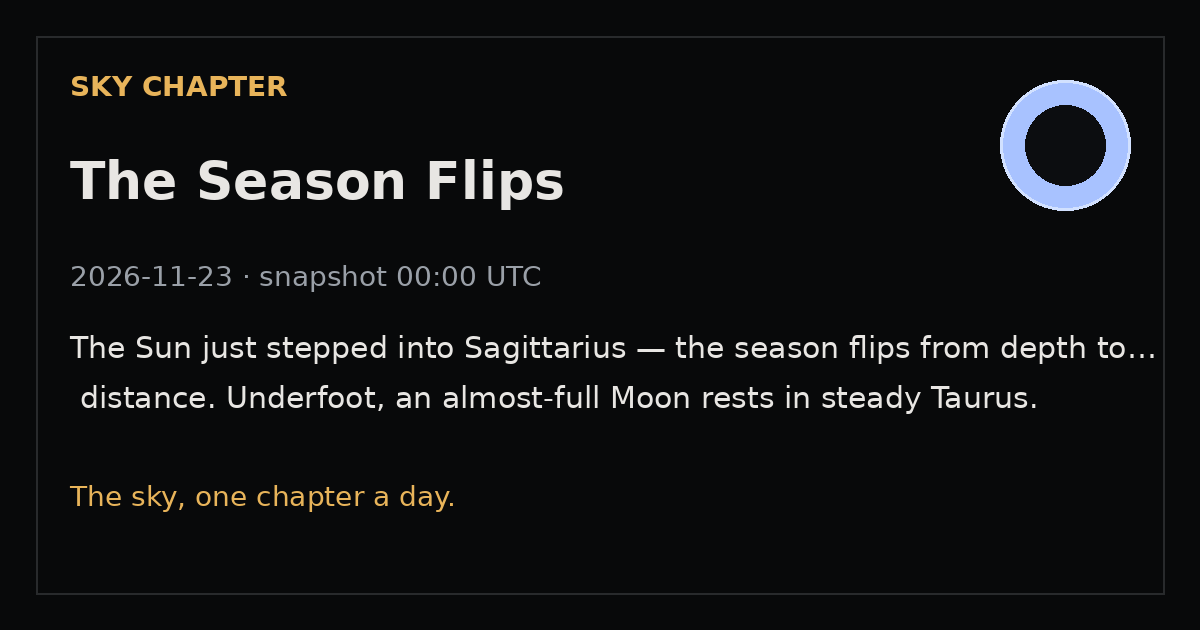 SKY CHAPTER
The Season Flips
2026-11-23 · snapshot 00:00 UTC
The Sun just stepped into Sagittarius — the season flips from depth to…
distance. Underfoot, an almost-full Moon rests in steady Taurus.
The sky, one chapter a day.